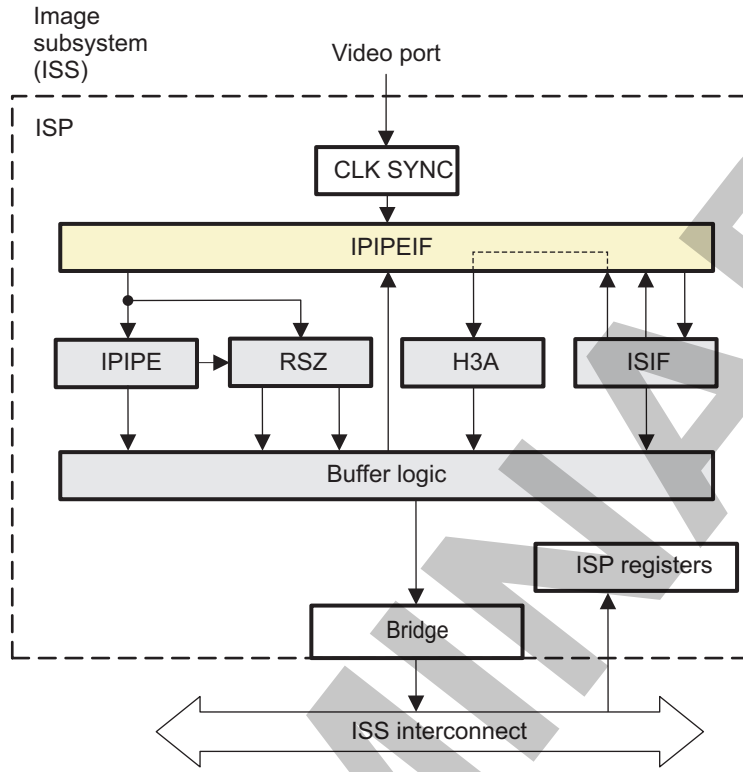 Image
subsystem
(ISS)
Video port
ISP
CLK SYNC
IPIPEIF
IPIPE
RSZ
H3A
ISIF
Buffer logic
ISP registers
Bridge
ISS interconnect